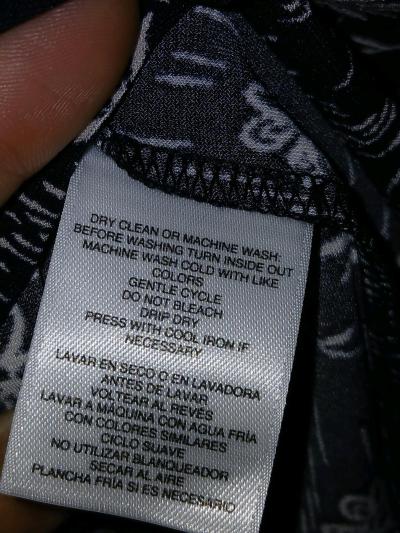 DRY CLEAN OR MACHINE WASH:
BEFORE WASHING TURN INSIDE OUT
MACHINE WASH COLD WITH LIKE
COLORS
GENTLE CYCLE
DO NOT BLEACH
DRIP DRY
PRESS WITH COOL IRON IF
NECESSARY
LAVAR EN SECO O EN LAVADORA
ANTES DE LAVAR
VOLTEAR AL REVÉS
LAVAR A MÁQUINA CON AGUA FRÍA
CON COLORES SIMILARES
CICLO SUAVE
NO UTILIZAR BLANQUEADOR
SECAR AL AIRE
PLANCHA FRÍA SI ES NECESARIO